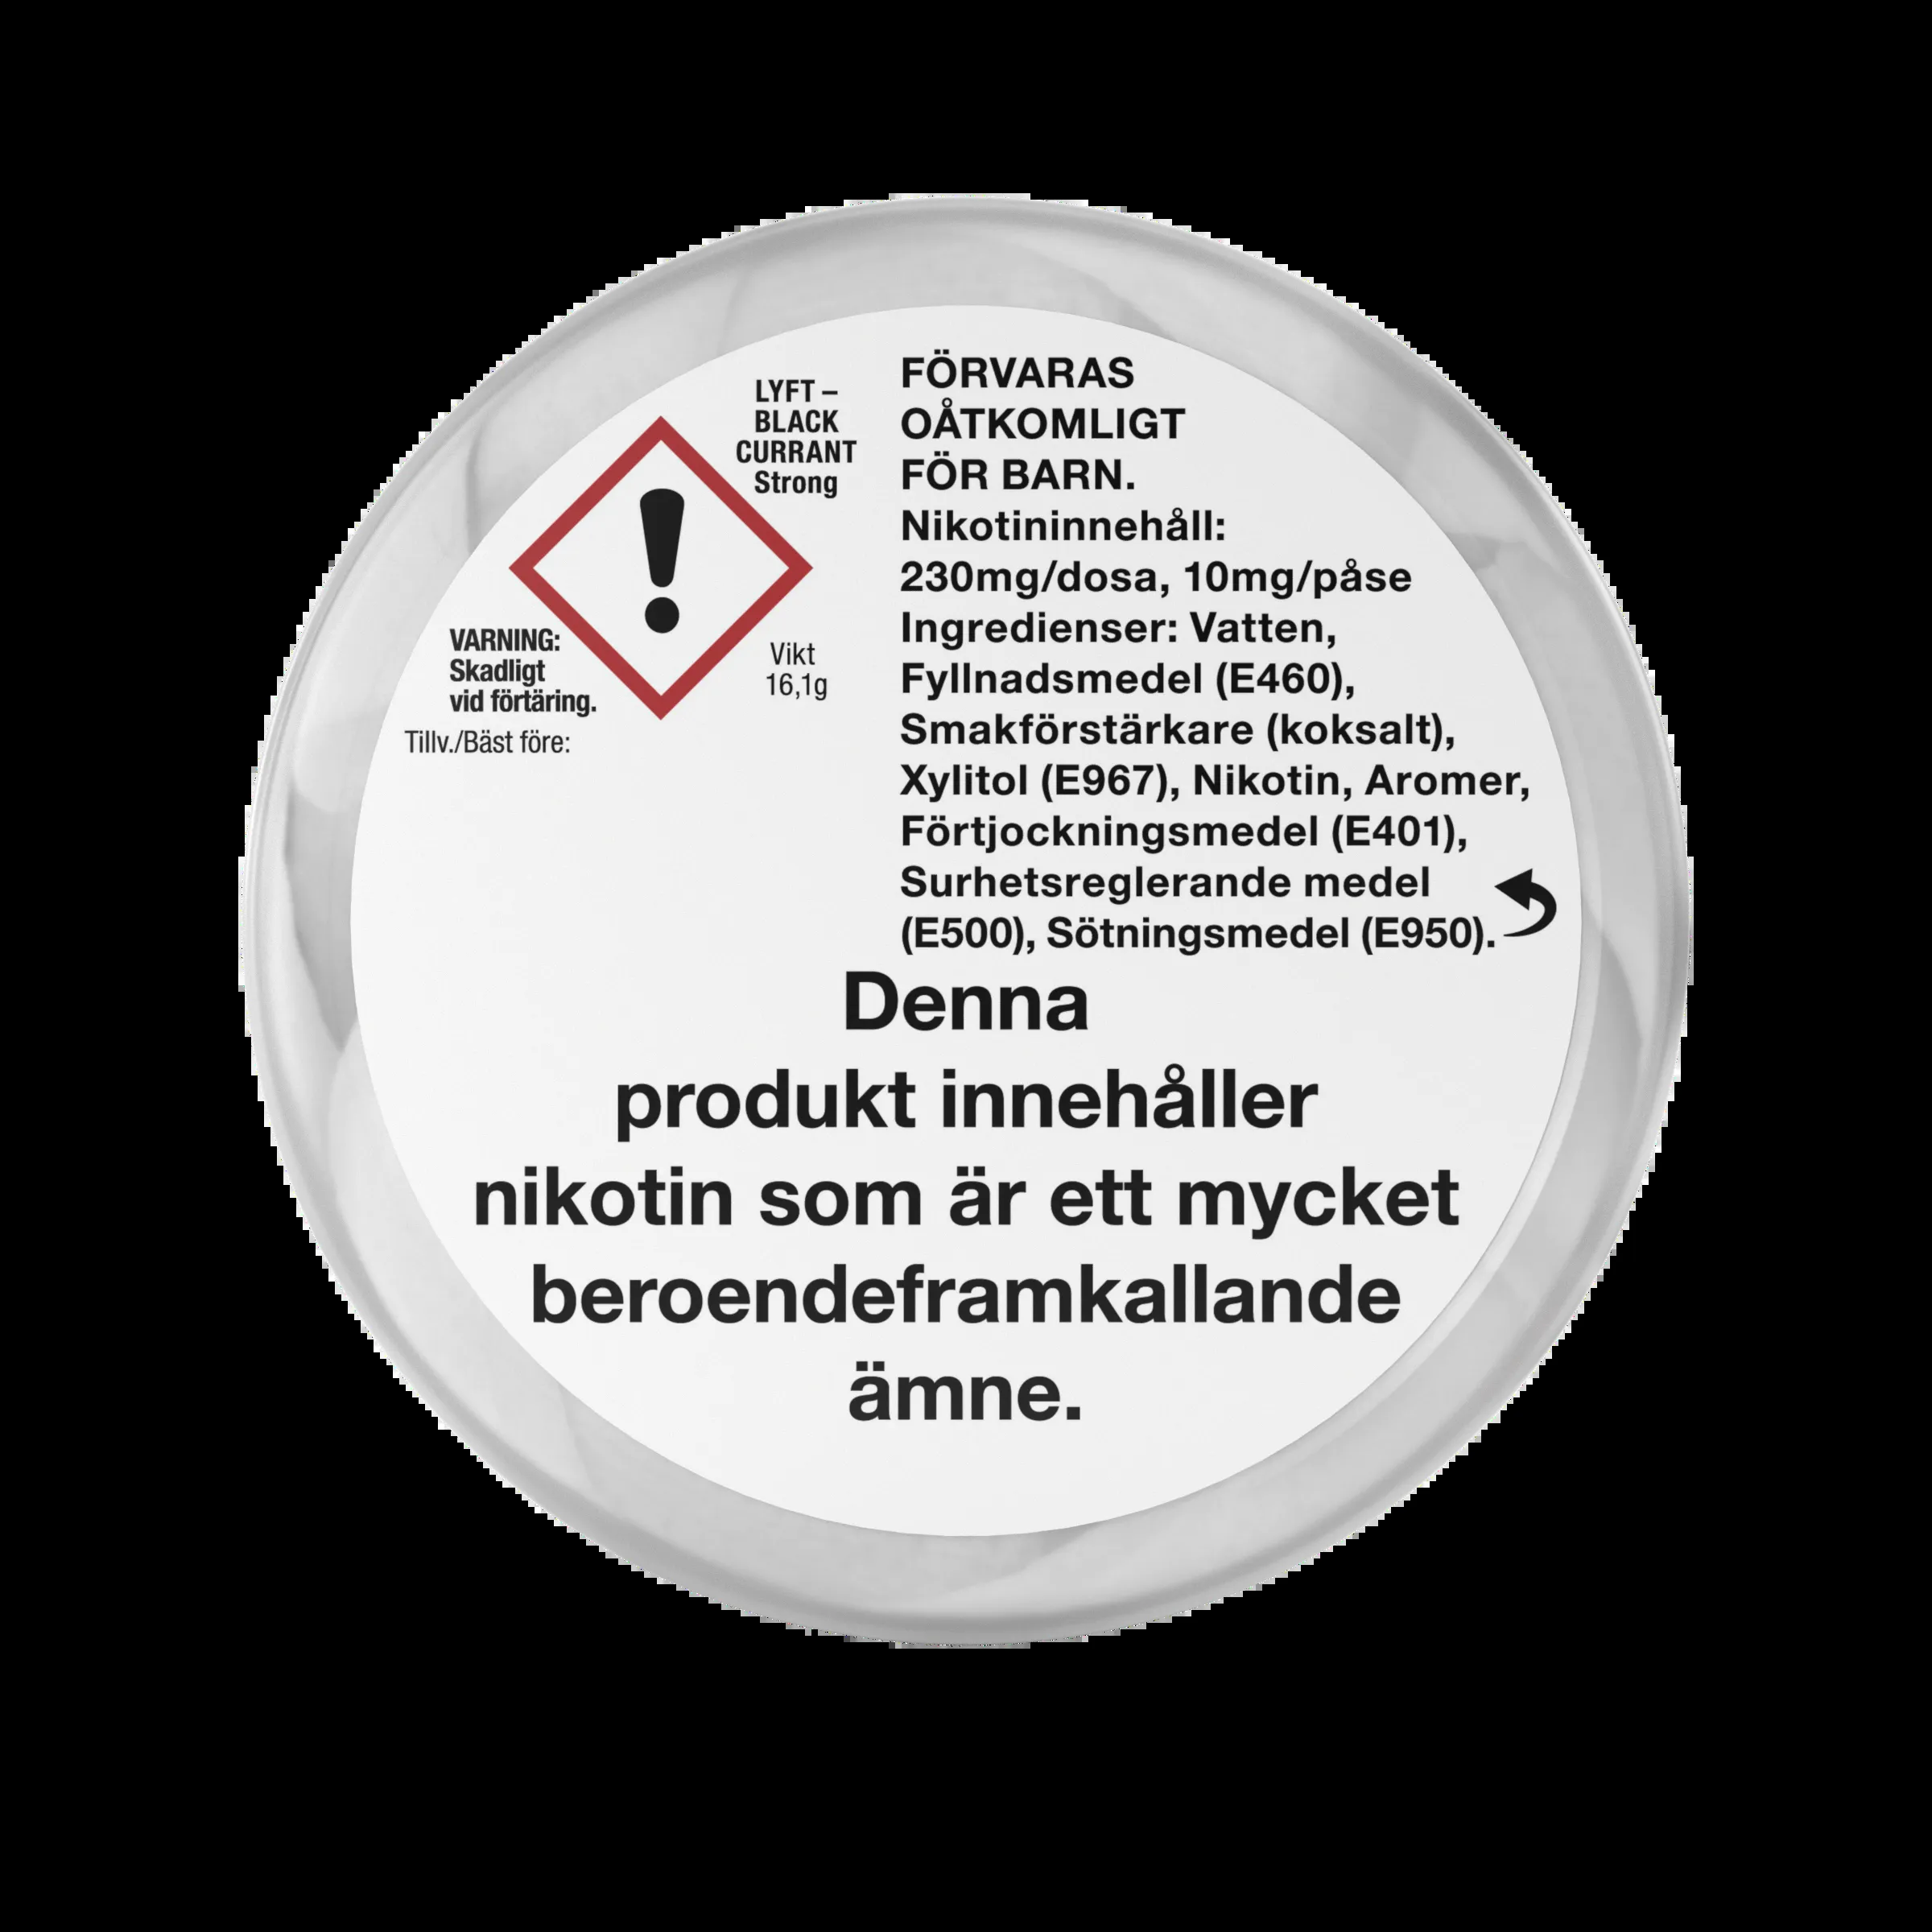 LYFT –
BLACK
CURRANT
Strong
VARNING:
Skadligt
vid förtäring.
Vikt
16,1g
Tillv./Bäst före:
FÖRVARAS
OÅTKOMLIGT
FÖR BARN.
Nikotininnehåll:
230mg/dosa, 10mg/påse
Ingredienser: Vatten,
Fyllnadsmedel (E460),
Smakförstärkare (koksalt),
Xylitol (E967), Nikotin, Aromer,
Förtjockningsmedel (E401),
Surhetsreglerande medel
(E500), Sötningsmedel (E950).
Denna
produkt innehåller
nikotin som är ett mycket
beroendeframkallande
ämne.